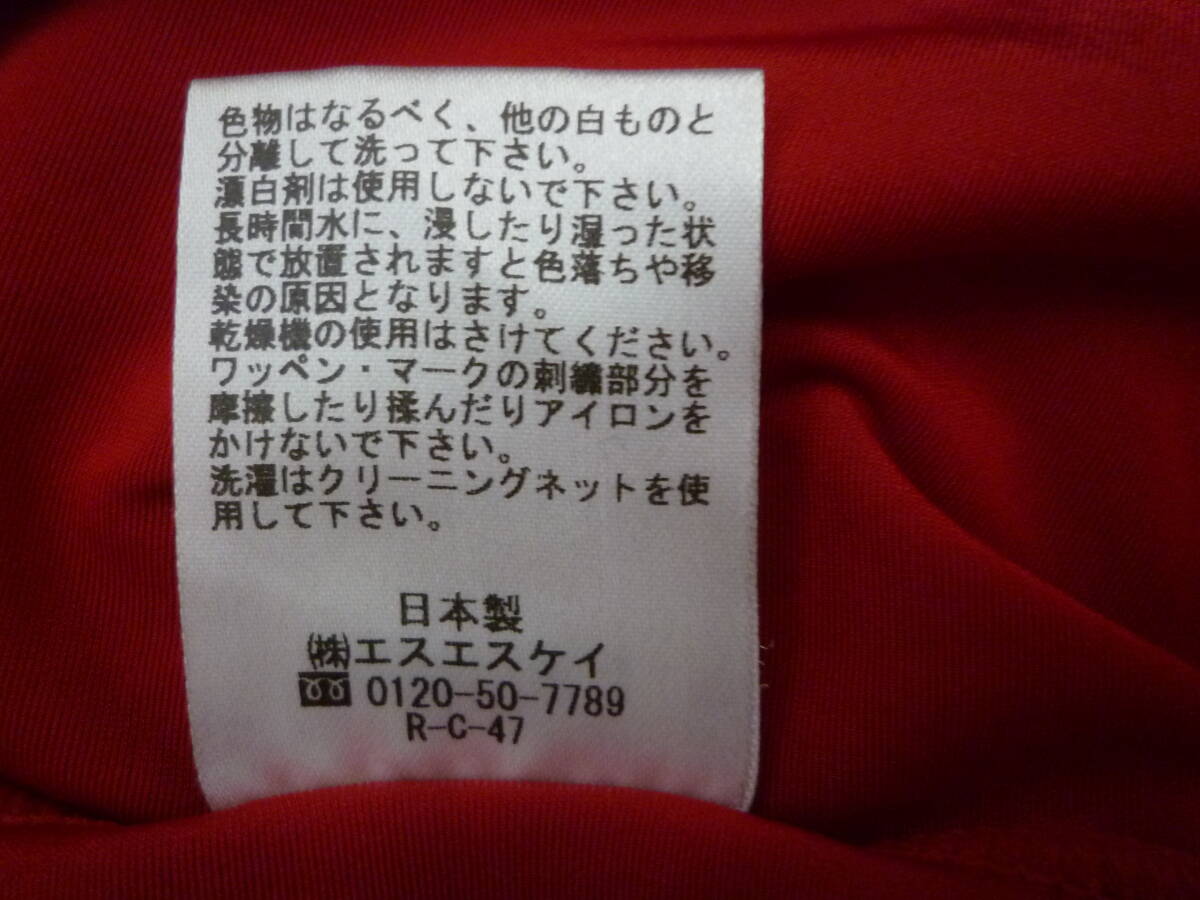 色物はなるべく、他の白ものと
分離して洗って下さい。
漂白剤は使用しないで下さい。
長時間水に、浸したり湿った状
態で放置されますと色落ちや移
染の原因となります。
乾燥機の使用はさけてください。
ワッペン・マークの刺繍部分を
摩擦したり揉んだりアイロンを
かけないで下さい。
洗濯はクリーニングネットを使
用して下さい。
日本製
㈱エスエスケイ
0120-50-7789
R-C-47